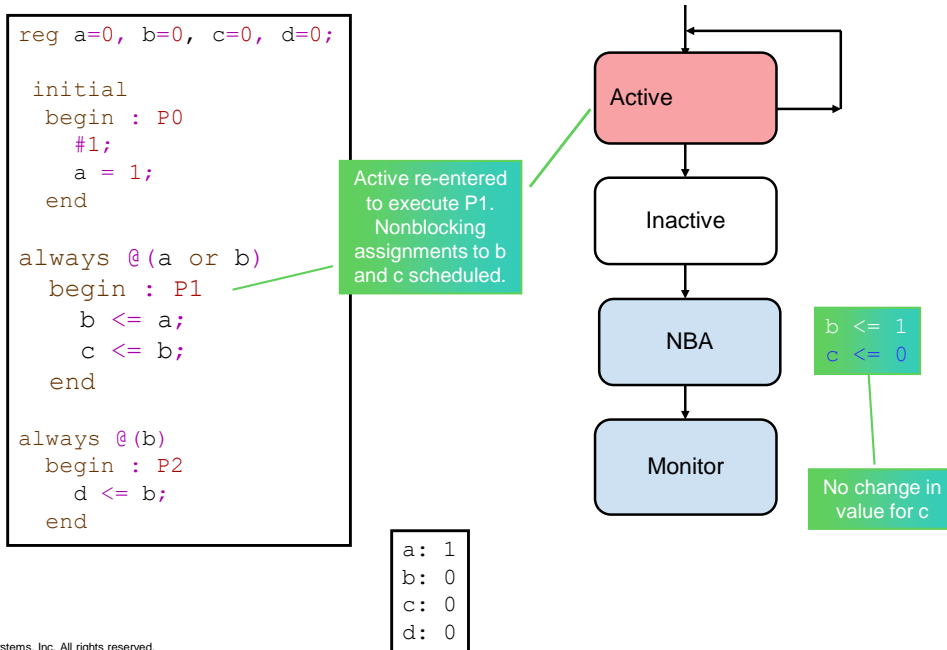 reg a=0, b=0, c=0, d=0;
initial
begin : P0
#1;
a = 1;
end
always @(a or b)
begin : P1
b <= a;
c <= b;
end
always @(b)
begin : P2
d <= b;
end
Active re-entered
to execute P1.
Nonblocking
assignments to b
and c scheduled.
Active
Inactive
NBA
Monitor
b <= 1
c <= 0
No change in
value for c
a: 1
b: 0
c: 0
d: 0
stems, Inc. All rights reserved.